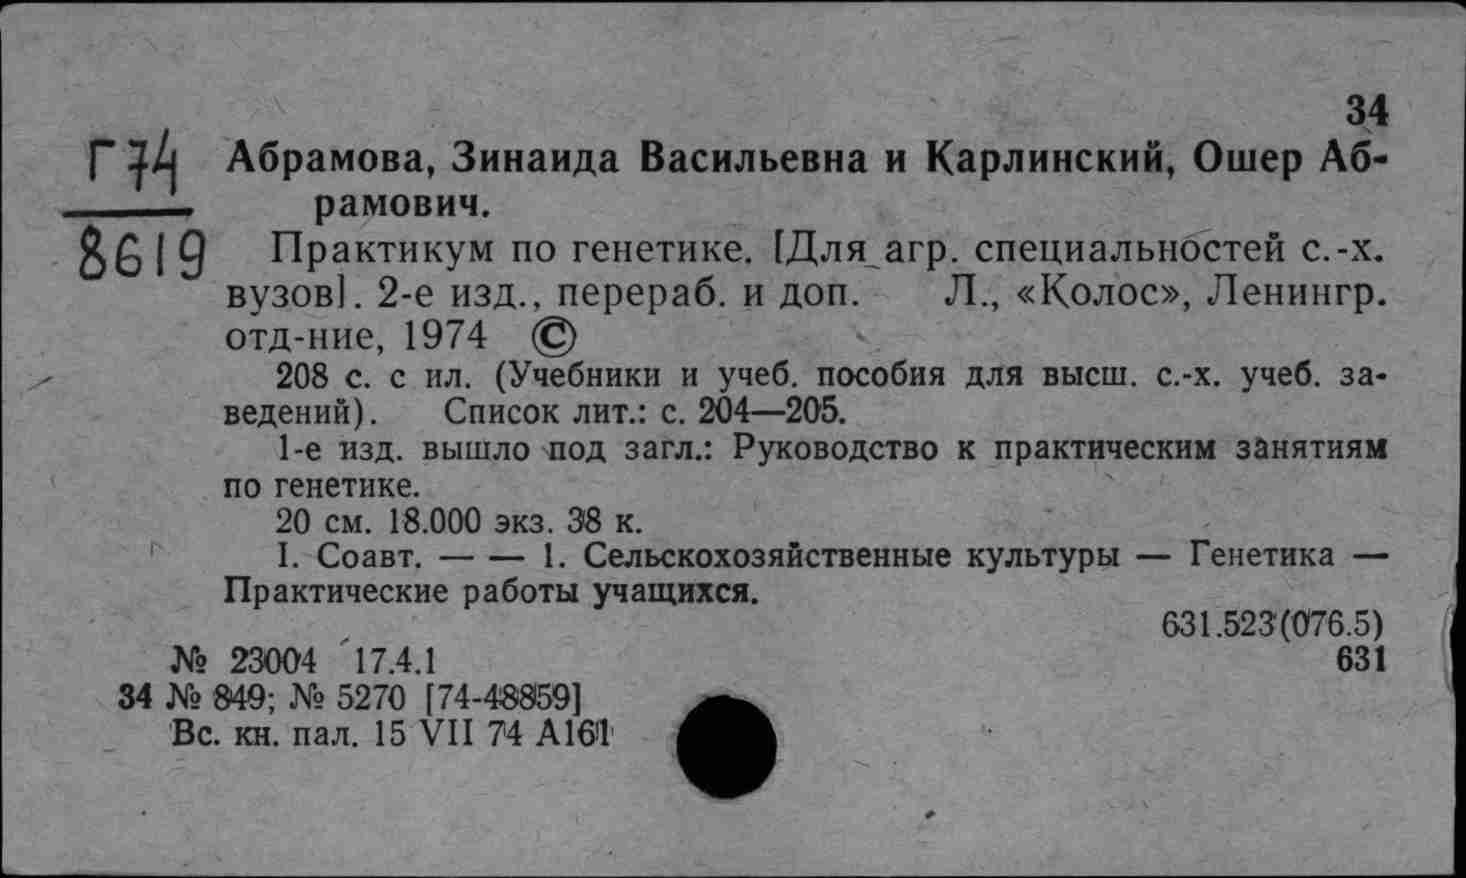 34
Г74 Абрамова, Зинаида Васильевна и Карлинский, Ошер Аб-
рамович.
8619 Практикум по генетике. [Для агр. специальностей с.-х.
вузов]. 2-е изд., перераб. и доп. Л., «Колос», Ленингр.
отд-ние, 1974 ©
208 с. с ил. (Учебники и учеб. пособия для высш. с.-х. учеб. за-
ведений). Список лит.: с. 204—205.
1-е изд. вышло под загл.: Руководство к практическим занятиям
по генетике.
20 см. 18.000 экз. 38 к.
I. Соавт. — — 1. Сельскохозяйственные культуры — Генетика —
Практические работы учащихся.
631.523(076.5)
№ 23004 17.4.1 631
34 № 849; № 5270 [74-48859]
Вс. кн. пал. 15 VII 74 А161